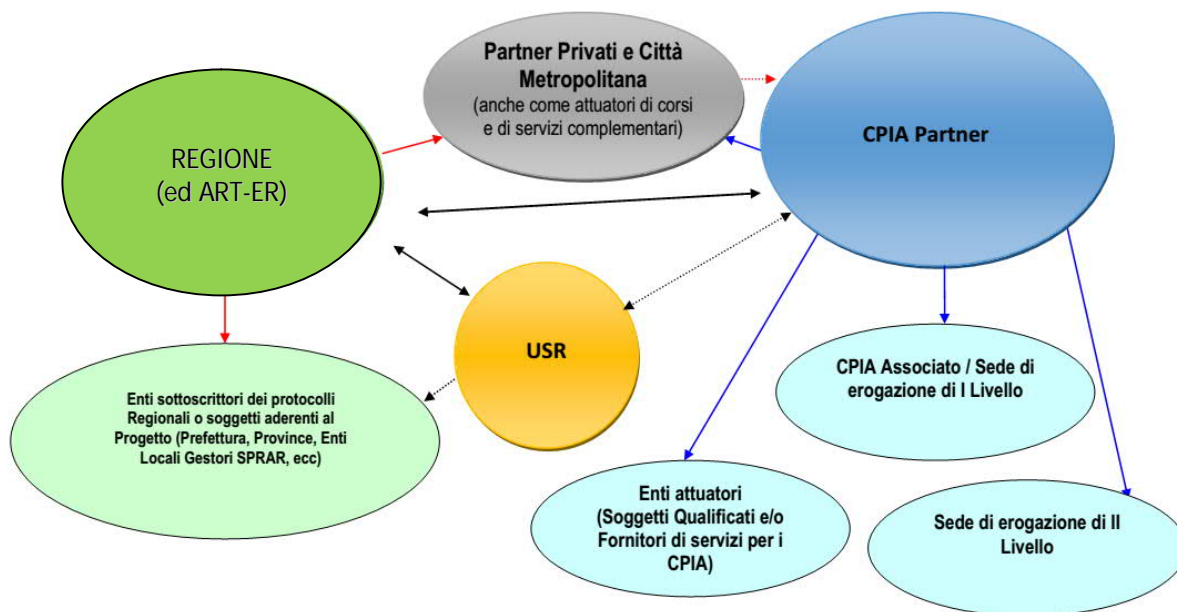 Partner Privati e Città
Metropolitana
(anche come attuatori di corsi
e di servizi complementari)
CPIA Partner
REGIONE
(ed ART-ER)
USR
CPIA Associato / Sede di
erogazione di I Livello
Enti sottoscrittori dei protocolli
Regionali o soggetti aderenti al
Progetto (Prefettura, Province, Enti
Locali Gestori SPRAR, ecc)
Enti attuatori
(Soggetti Qualificati e/o
Fornitori di servizi per i
CPIA)
Sede di erogazione di II
Livello